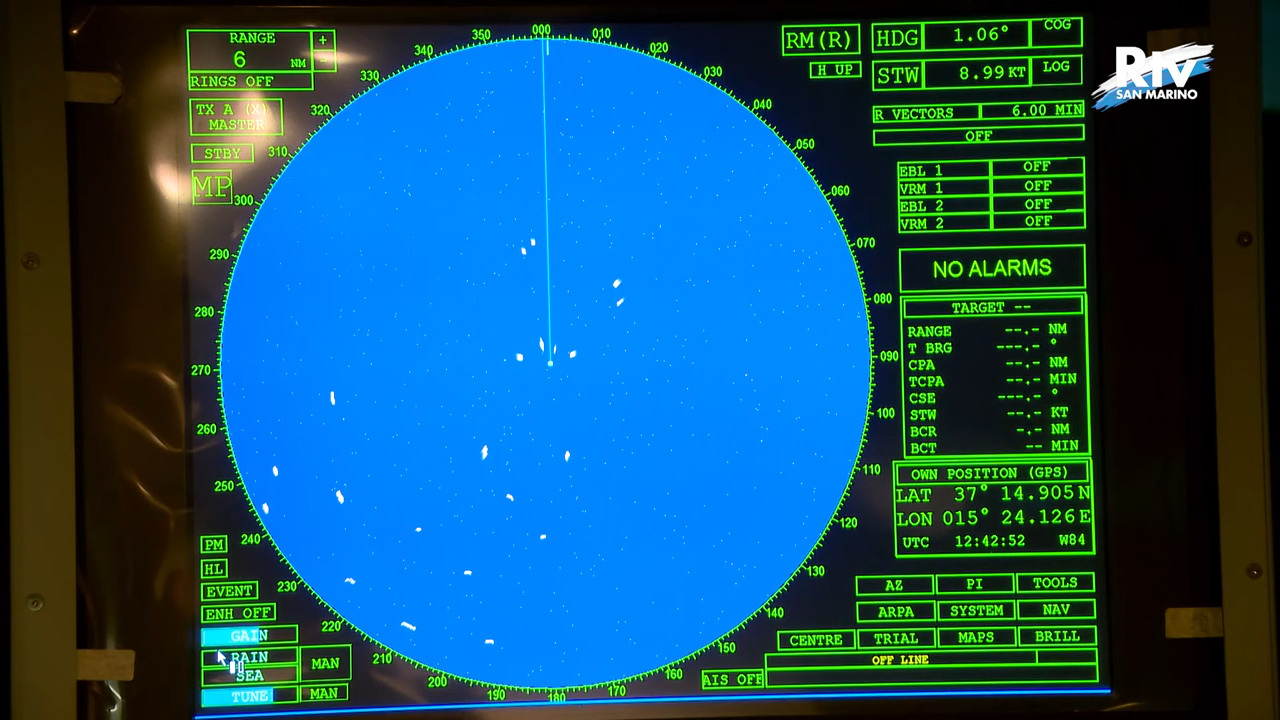 RANGE
6 NM
+
-
RINGS OFF
TX A (X)
MASTER
STBY
MP
350 000 010
340 020
330 030
320 040
310 050
300 060
290 070
280 080
270 090
260 100
250 110
240 120
230 130
220 140
210 150
200 160
190 180 170
RM(R)
H UP
HDG 1.06° COG
STW 8.99 KT LOG
R VECTORS 6.00 MIN
OFF
EBL 1 OFF
VRM 1 OFF
EBL 2 OFF
VRM 2 OFF
NO ALARMS
TARGET --
RANGE --.- NM
T BRG ---.- °
CPA --.- NM
TCPA --.- MIN
CSE ---.- °
STW --.- KT
BCR -.- NM
BCT -- MIN
OWN POSITION (GPS)
LAT 37° 14.905N
LON 015° 24.126E
UTC 12:42:52 W84
AZ PI TOOLS
ARPA SYSTEM NAV
CENTRE TRIAL MAPS BRILL
OFF LINE
AIS OFF
PM
HL
EVENT
ENH OFF
GAIN
RAIN MAN
SEA
TUNE MAN
RTV
SAN MARINO